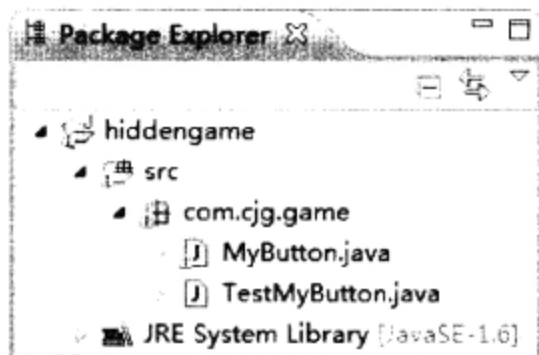 Package Explorer
hiddengame
src
com.cjg.game
MyButton.java
TestMyButton.java
JRE System Library [JavaSE-1.6]